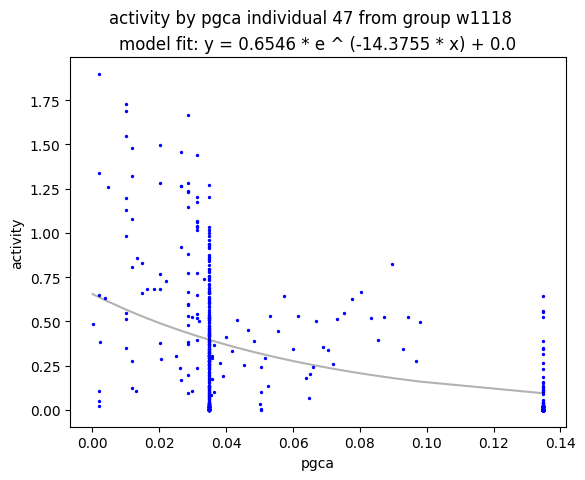 activity by pgca individual 47 from group w1118
model fit: y = 0.6546 * e ^ (-14.3755 * x) + 0.0
activity
1.75
1.50
1.25
1.00
0.75
0.50
0.25
0.00
0.00 0.02 0.04 0.06 0.08 0.10 0.12 0.14
pgca